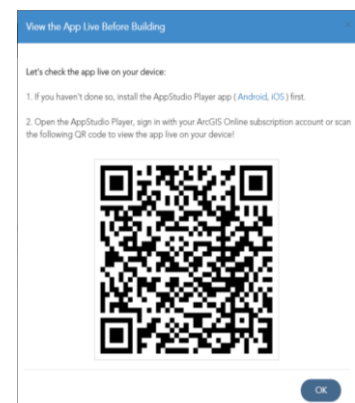 View the App Live Before Building
Let's check the app live on your device:
1. If you haven't done so, install the AppStudio Player app ( Android, iOS ) first.
2. Open the AppStudio Player, sign in with your ArcGIS Online subscription account or scan
the following QR code to view the app live on your device!
OK